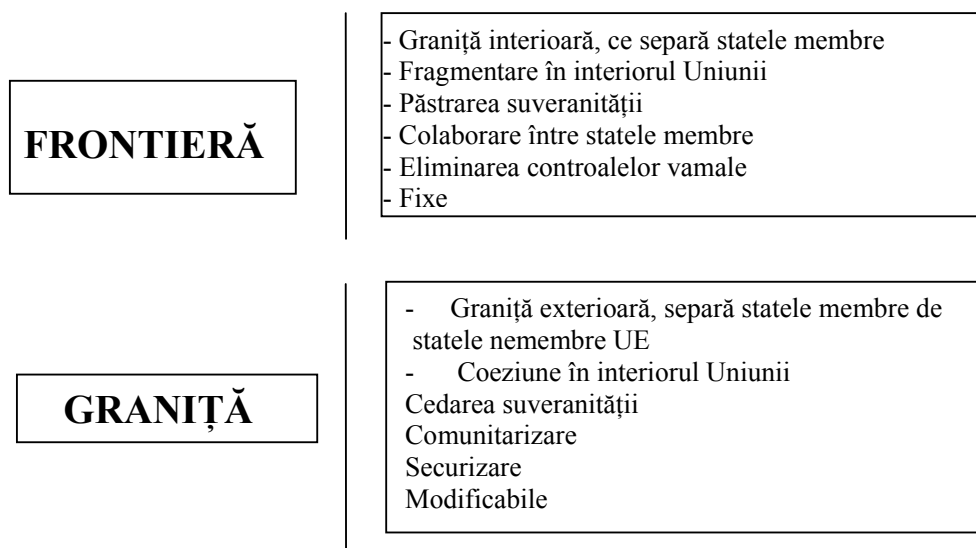 FRONTIERĂ
- Graniță interioară, ce separă statele membre
- Fragmentare în interiorul Uniunii
- Păstrarea suveranității
- Colaborare între statele membre
- Eliminarea controalelor vamale
- Fixe
GRANIȚĂ
- Graniță exterioară, separă statele membre de
statele nemembre UE
- Coeziune în interiorul Uniunii
Cedarea suveranității
Comunitarizare
Securizare
Modificabile